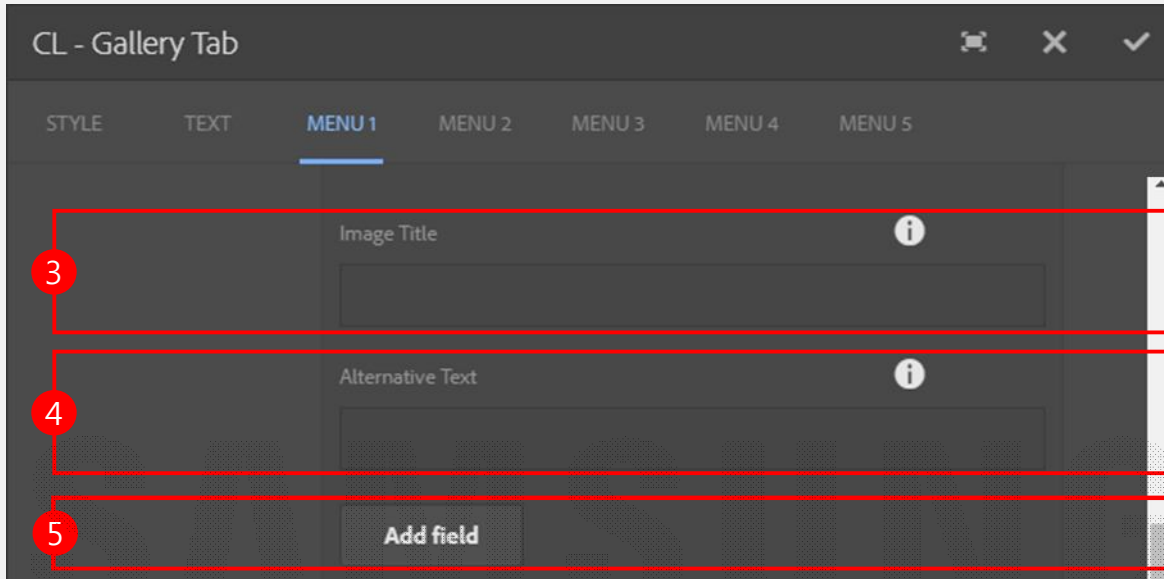 CL - Gallery Tab
STYLE TEXT MENU 1 MENU 2 MENU 3 MENU 4 MENU 5
3
Image Title
4
Alternative Text
5
Add field
SAMSUNG